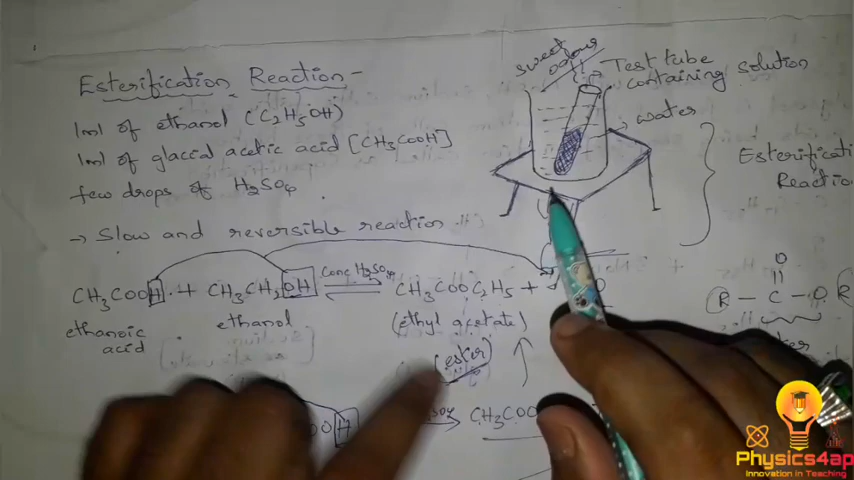 Esterification Reaction -
1ml of ethanol (C2H5OH)
1ml of glacial acetic acid [CH3COOH]
few drops of H2SO4
→ Slow and reversible reaction
sweet odour
Test tube containing solution
water
Reaction
CH3COOH + CH3CH2OH Conc H2SO4 ⇌ CH3COOC2H5 +
ethanoic acid
ethanol
(ethyl acetate)
(ester)
O
R - C - O
CH3COO
Physics4ap
Innovation in Teaching